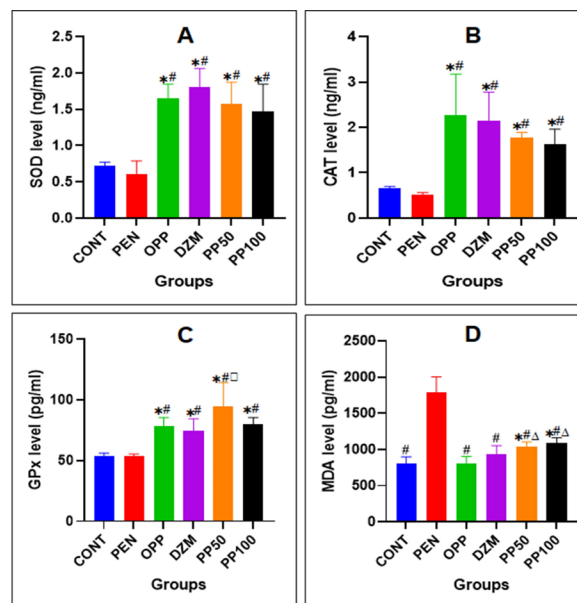 A
SOD level (ng/ml)
2.5
2.0
1.5
1.0
0.5
0.0
*# *# *# *#
CONT PEN OPP DZM PP50 PP100
Groups
B
CAT level (ng/ml)
4
3
2
1
0
*# *# *# *#
CONT PEN OPP DZM PP50 PP100
Groups
C
GPx level (pg/ml)
150
100
50
0
*# *# *#□ *#
CONT PEN OPP DZM PP50 PP100
Groups
D
MDA level (pg/ml)
2500
2000
1500
1000
500
0
# # # *#Δ *#Δ
CONT PEN OPP DZM PP50 PP100
Groups